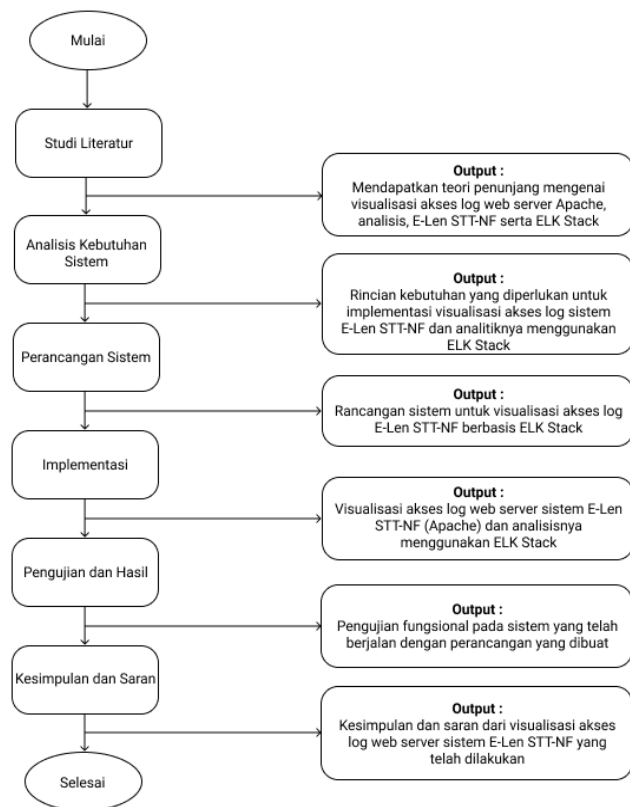 Mulai
Studi Literatur
Output :
Mendapatkan teori penunjang mengenai
visualisasi akses log web server Apache,
analisis, E-Len STT-NF serta ELK Stack
Analisis Kebutuhan
Sistem
Output :
Rincian kebutuhan yang diperlukan untuk
implementasi visualisasi akses log sistem
E-Len STT-NF dan analitiknya menggunakan
ELK Stack
Perancangan Sistem
Output :
Rancangan sistem untuk visualisasi akses log
E-Len STT-NF berbasis ELK Stack
Implementasi
Output :
Visualisasi akses log web server sistem E-Len
STT-NF (Apache) dan analisisnya
menggunakan ELK Stack
Pengujian dan Hasil
Output :
Pengujian fungsional pada sistem yang telah
berjalan dengan perancangan yang dibuat
Kesimpulan dan Saran
Output :
Kesimpulan dan saran dari visualisasi akses
log web server sistem E-Len STT-NF yang
telah dilakukan
Selesai